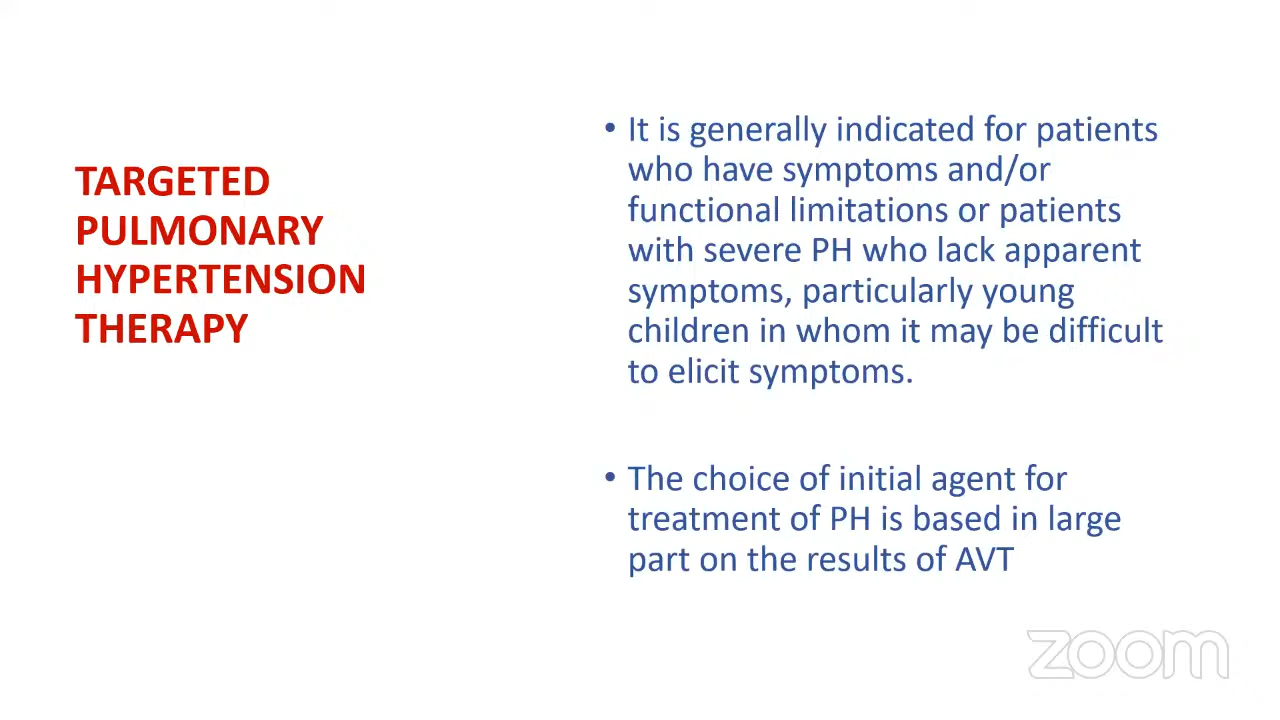 TARGETED
PULMONARY
HYPERTENSION
THERAPY
• It is generally indicated for patients
who have symptoms and/or
functional limitations or patients
with severe PH who lack apparent
symptoms, particularly young
children in whom it may be difficult
to elicit symptoms.
• The choice of initial agent for
treatment of PH is based in large
part on the results of AVT
zoom